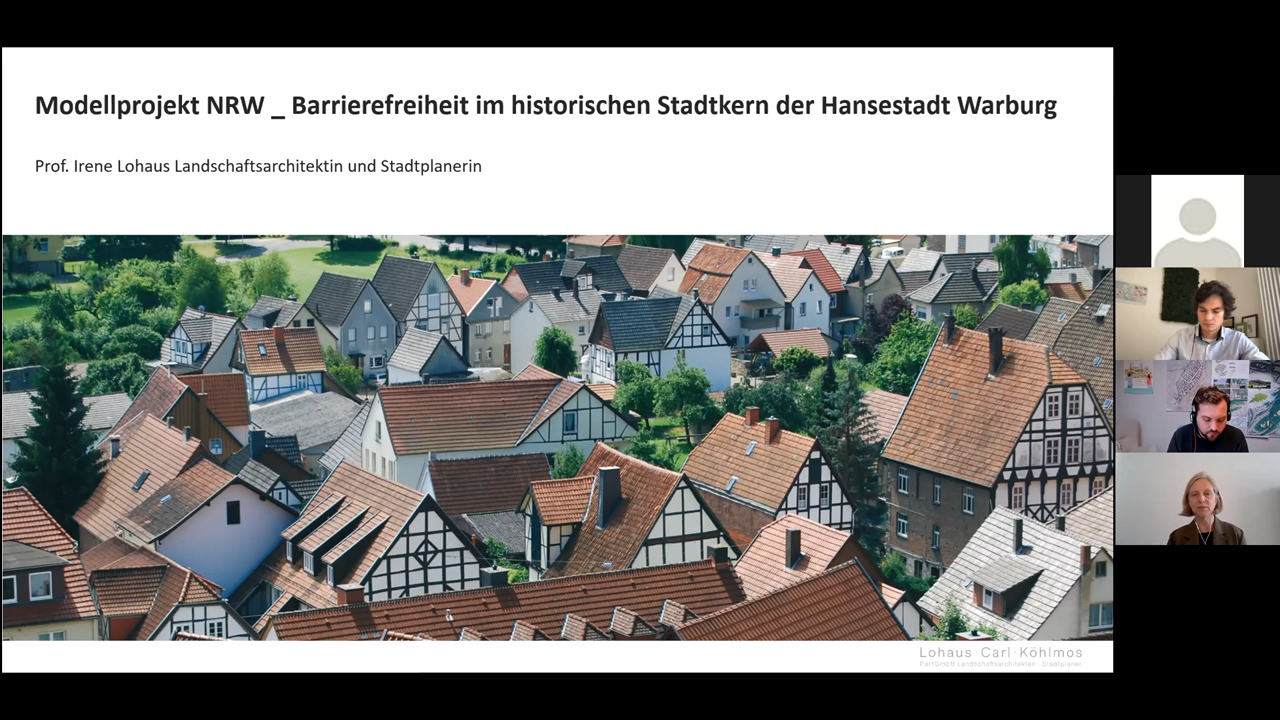 Modellprojekt NRW _ Barrierefreiheit im historischen Stadtkern der Hansestadt Warburg
Prof. Irene Lohaus Landschaftsarchitektin und Stadtplanerin
Lohaus · Carl · Köhlmos
PartGmbB Landschaftsarchitekten · Stadtplaner